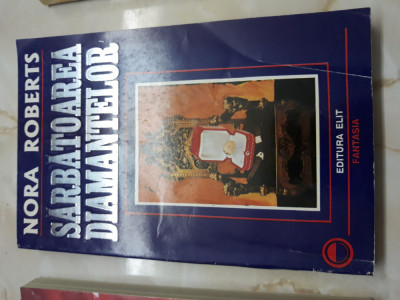 NORA ROBERTS
SĂRBĂTOAREA
DIAMANTELOR
EDITURA ELIT
FANTASIA